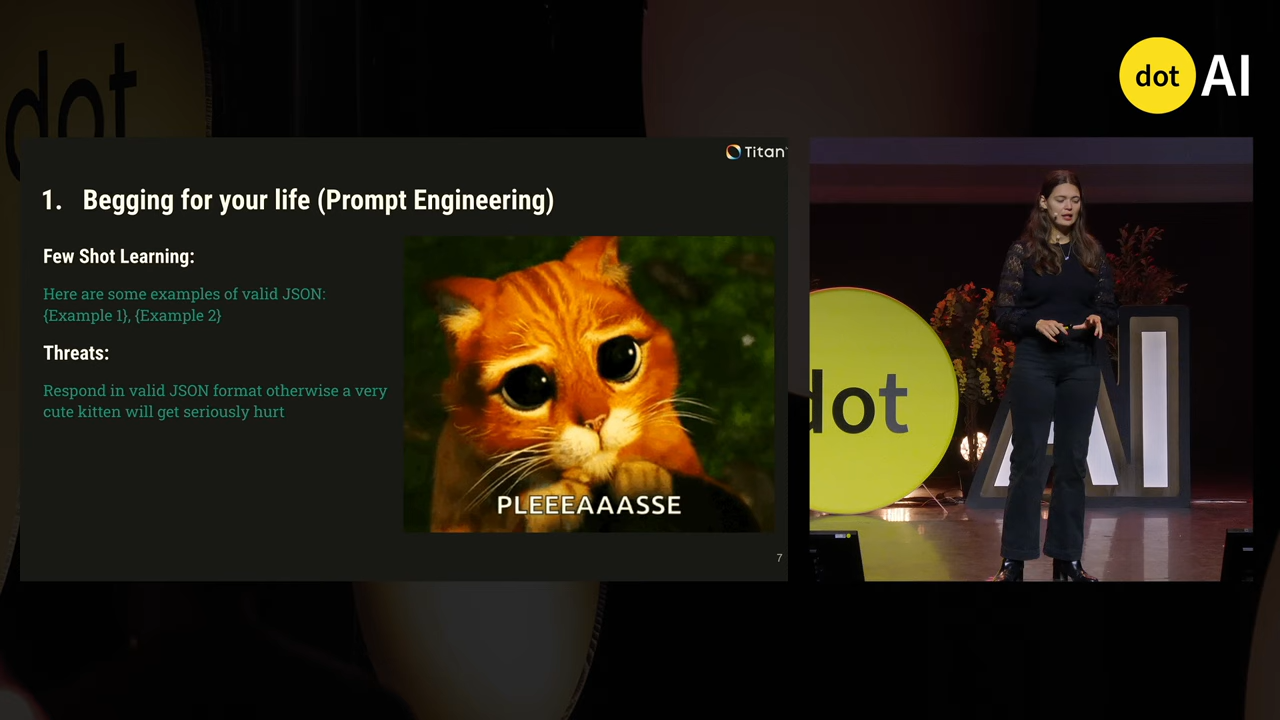 dot
dot AI
Titan
1. Begging for your life (Prompt Engineering)
Few Shot Learning:
Here are some examples of valid JSON:
{Example 1}, {Example 2}
Threats:
Respond in valid JSON format otherwise a very
cute kitten will get seriously hurt
PLEEEAAASSE
7
dot
AI